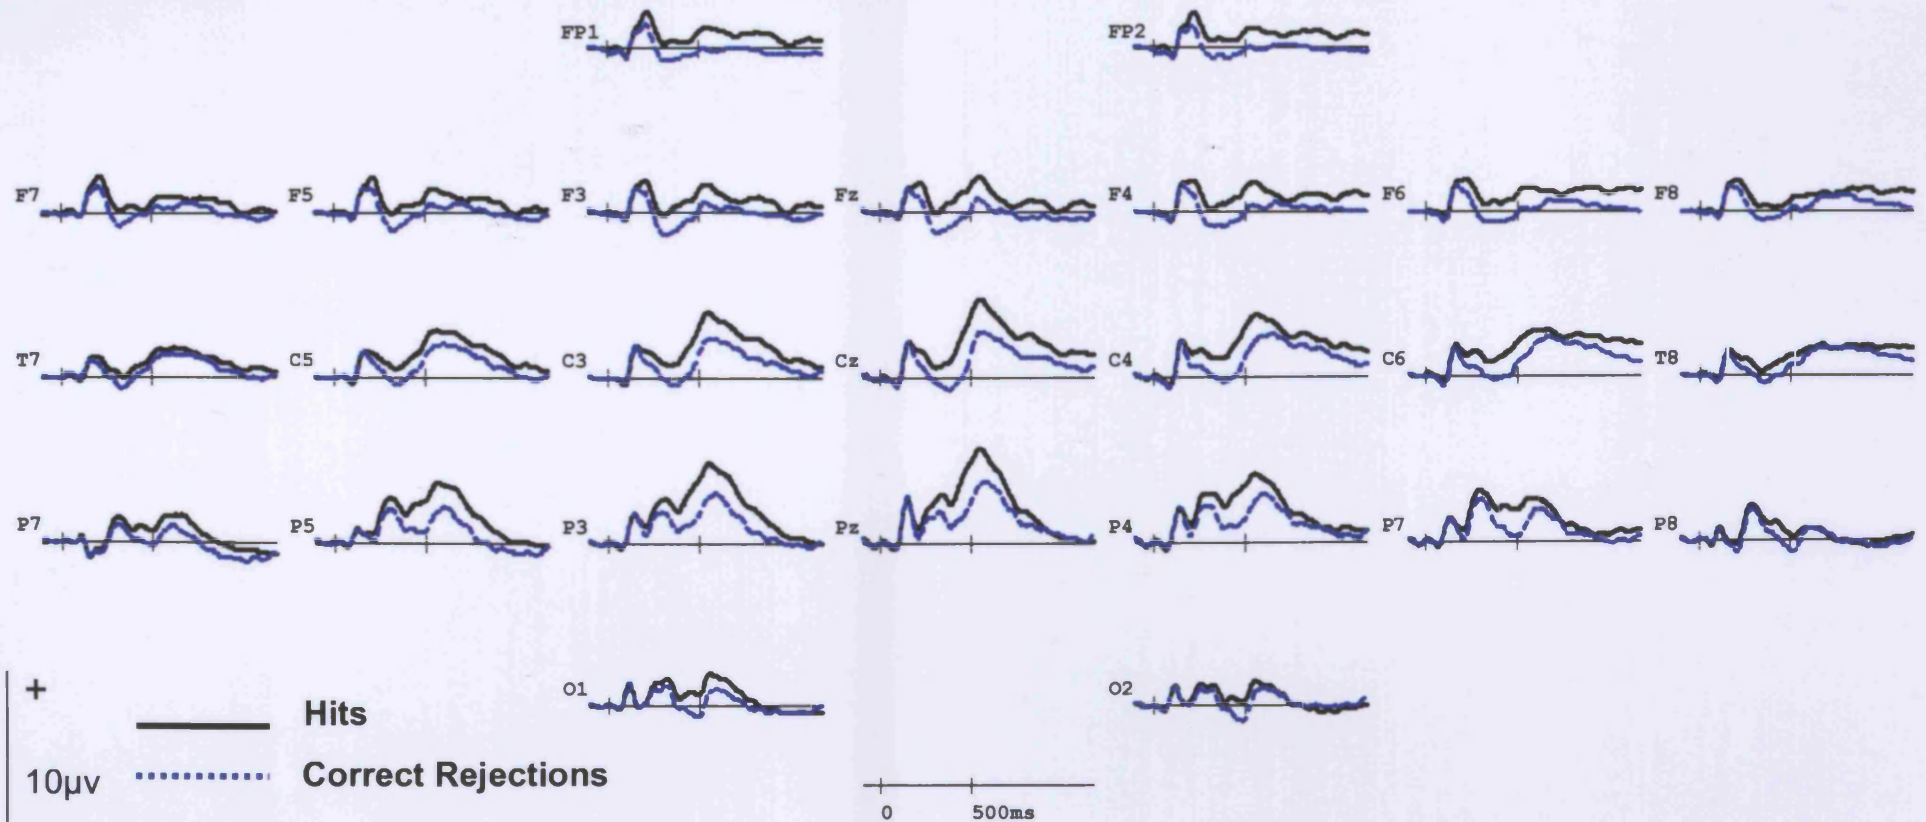 FP1 FP2
F7 F5 F3 Fz F4 F6 F8
T7 C5 C3 Cz C4 C6 T8
P7 P5 P3 Pz P4 P7 P8
O1 O2
+
Hits
10µv Correct Rejections
0 500ms